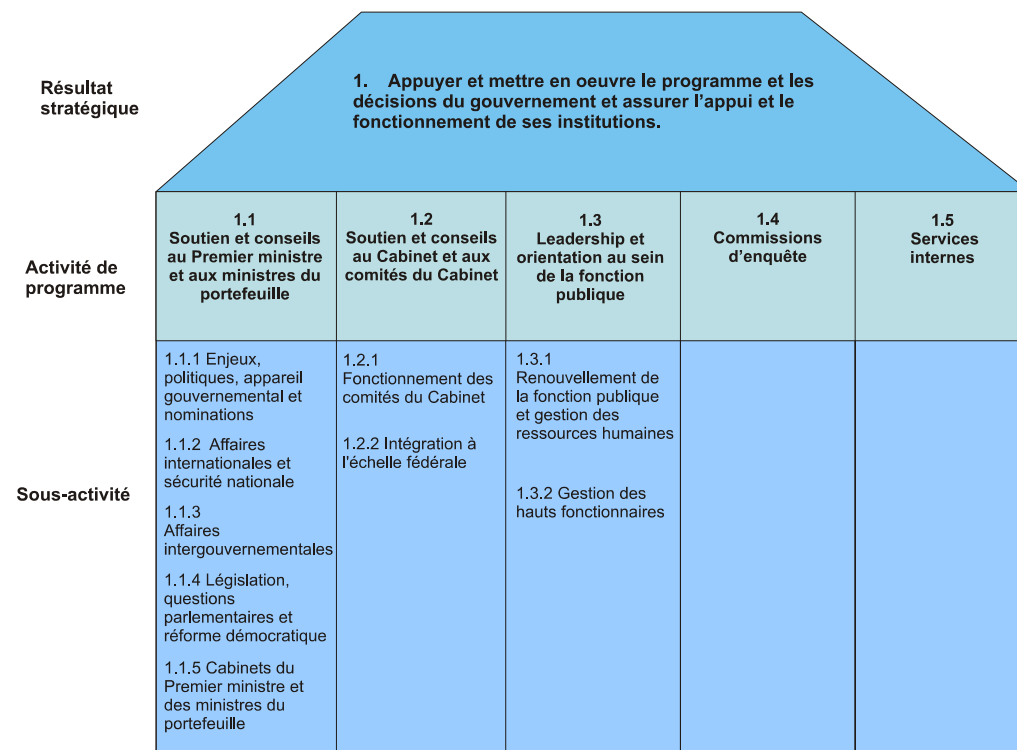 Résultat
stratégique
1. Appuyer et mettre en oeuvre le programme et les
décisions du gouvernement et assurer l’appui et le
fonctionnement de ses institutions.
Activité de
programme
1.1
Soutien et conseils
au Premier ministre
et aux ministres du
portefeuille
1.2
Soutien et conseils
au Cabinet et aux
comités du Cabinet
1.3
Leadership et
orientation au sein
de la fonction
publique
1.4
Commissions
d’enquête
1.5
Services
internes
Sous-activité
1.1.1 Enjeux,
politiques, appareil
gouvernemental et
nominations
1.1.2 Affaires
internationales et
sécurité nationale
1.1.3
Affaires
intergouvernementales
1.1.4 Législation,
questions
parlementaires et
réforme démocratique
1.1.5 Cabinets du
Premier ministre et
des ministres du
portefeuille
1.2.1
Fonctionnement des
comités du Cabinet
1.2.2 Intégration à
l'échelle fédérale
1.3.1
Renouvellement de
la fonction publique
et gestion des
ressources humaines
1.3.2 Gestion des
hauts fonctionnaires